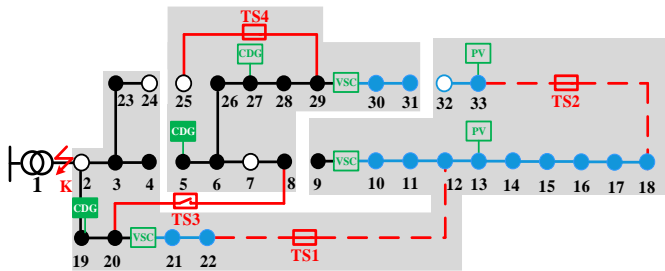 TS4
CDG
PV
VSC
23 24
25
26 27 28 29 30 31
32 33
TS2
CDG
PV
1
K
2 3 4
5 6 7 8
VSC
9 10 11 12 13 14 15 16 17 18
CDG
TS3
VSC
TS1
19 20 21 22